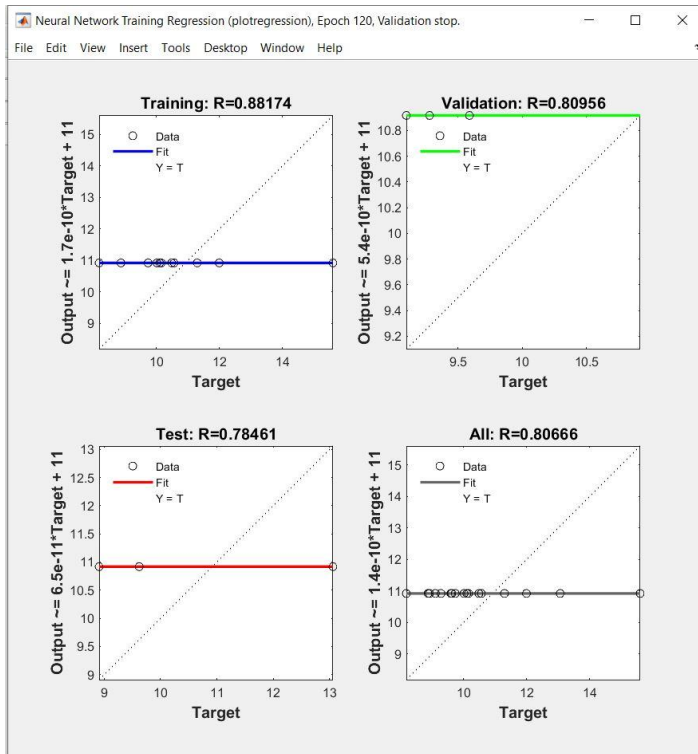 Neural Network Training Regression (plotregression), Epoch 120, Validation stop.
File Edit View Insert Tools Desktop Window Help
Training: R=0.88174
Output ~= 1.7e-10*Target + 11
15
14
13
12
11
10
9
8
Data
Fit
Y = T
10 12 14
Target
Validation: R=0.80956
Output ~= 5.4e-10*Target + 11
10.8
10.6
10.4
10.2
10
9.8
9.6
9.4
9.2
Data
Fit
Y = T
9.5 10 10.5
Target
Test: R=0.78461
Output ~= 6.5e-11*Target + 11
13
12.5
12
11.5
11
10.5
10
9.5
9
Data
Fit
Y = T
9 10 11 12 13
Target
All: R=0.80666
Output ~= 1.4e-10*Target + 11
15
14
13
12
11
10
9
Data
Fit
Y = T
10 12 14
Target